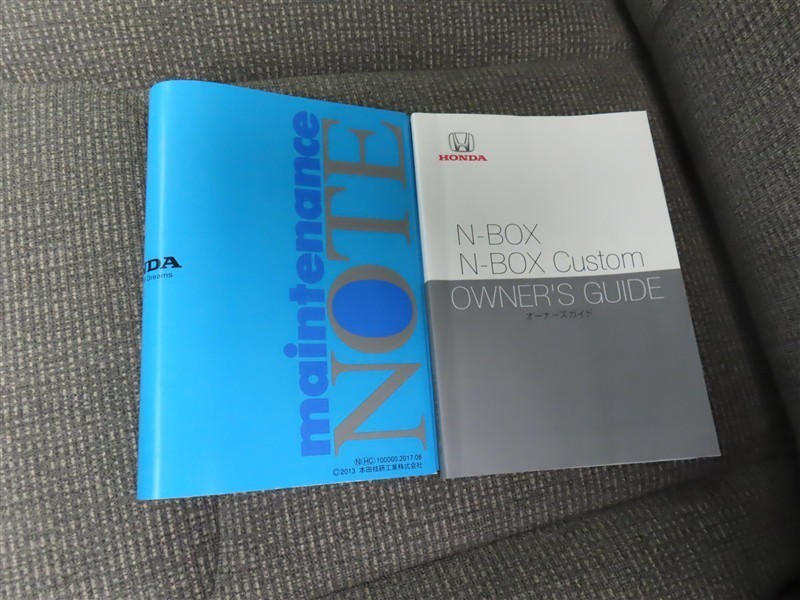 maintenance
NOTE
NDA
Dreams
Ⓝ(HC) 100000.2017.08
©2013 本田技研工業株式会社
HONDA
N-BOX
N-BOX Custom
OWNER'S GUIDE
オーナーズガイド